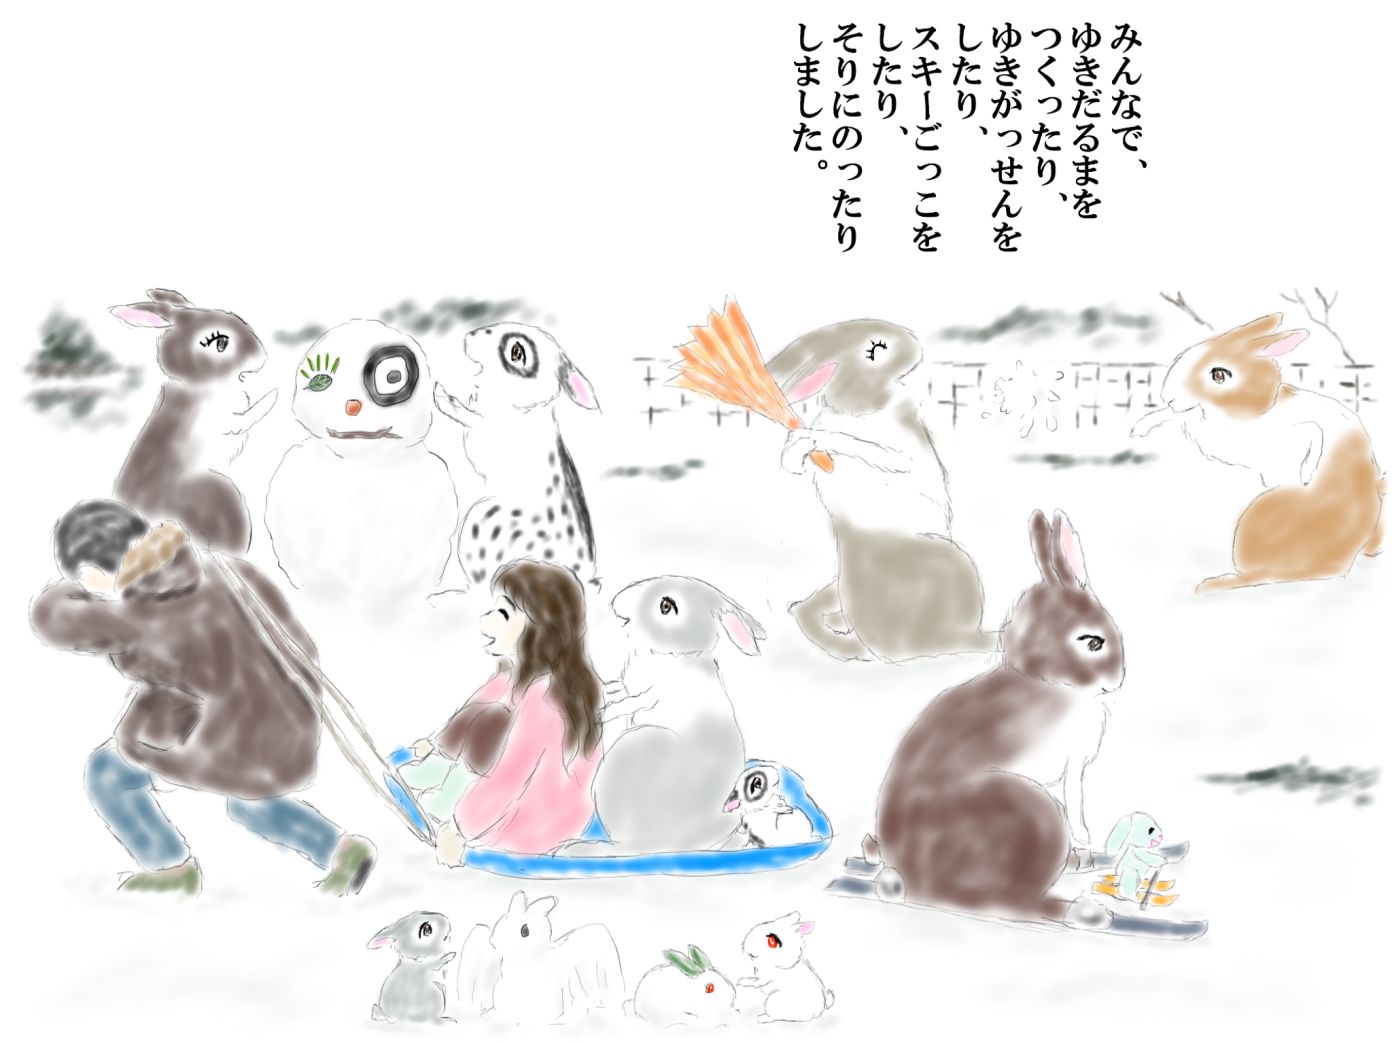 みんなで、
ゆきだるまを
つくったり、
ゆきがっせんを
したり、
スキーごっこを
したり、
そりにのったり
しました。